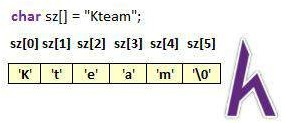 char sz[] = "Kteam";
sz[0] sz[1] sz[2] sz[3] sz[4] sz[5]
'K' 't' 'e' 'a' 'm' '\0'